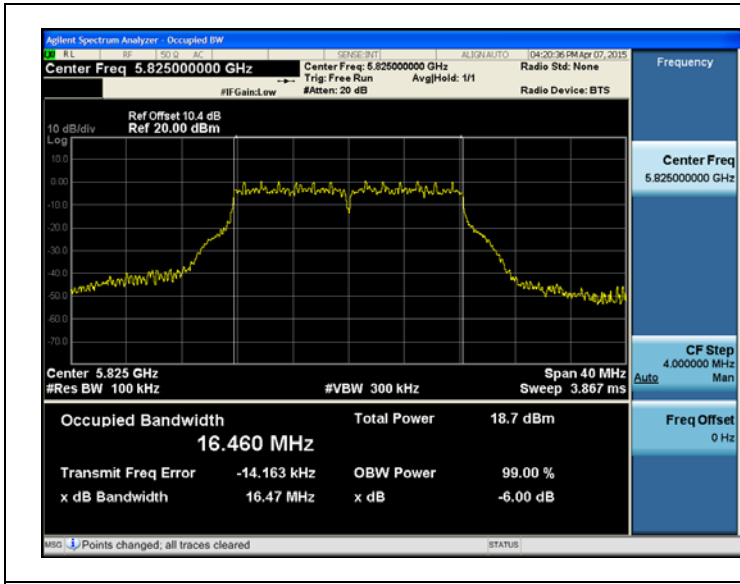 Agilent Spectrum Analyzer - Occupied BW
RL RF 50 Ω AC SENSE:INT ALIGN AUTO 04:20:36 PM Apr 07, 2015
Center Freq 5.825000000 GHz
Center Freq: 5.825000000 GHz
Radio Std: None
Trig: Free Run Avg|Hold: 1/1
#IFGain:Low
#Atten: 20 dB
Radio Device: BTS
Ref Offset 10.4 dB
10 dB/div Ref 20.00 dBm
Log
10.0
0.00
-10.0
-20.0
-30.0
-40.0
-50.0
-60.0
-70.0
Center 5.825 GHz Span 40 MHz
#Res BW 100 kHz #VBW 300 kHz Sweep 3.867 ms
Occupied Bandwidth Total Power 18.7 dBm
16.460 MHz
Transmit Freq Error -14.163 kHz OBW Power 99.00 %
x dB Bandwidth 16.47 MHz x dB -6.00 dB
MSG Points changed; all traces cleared STATUS
Frequency
Center Freq
5.825000000 GHz
CF Step
4.000000 MHz
Auto Man
Freq Offset
0 Hz